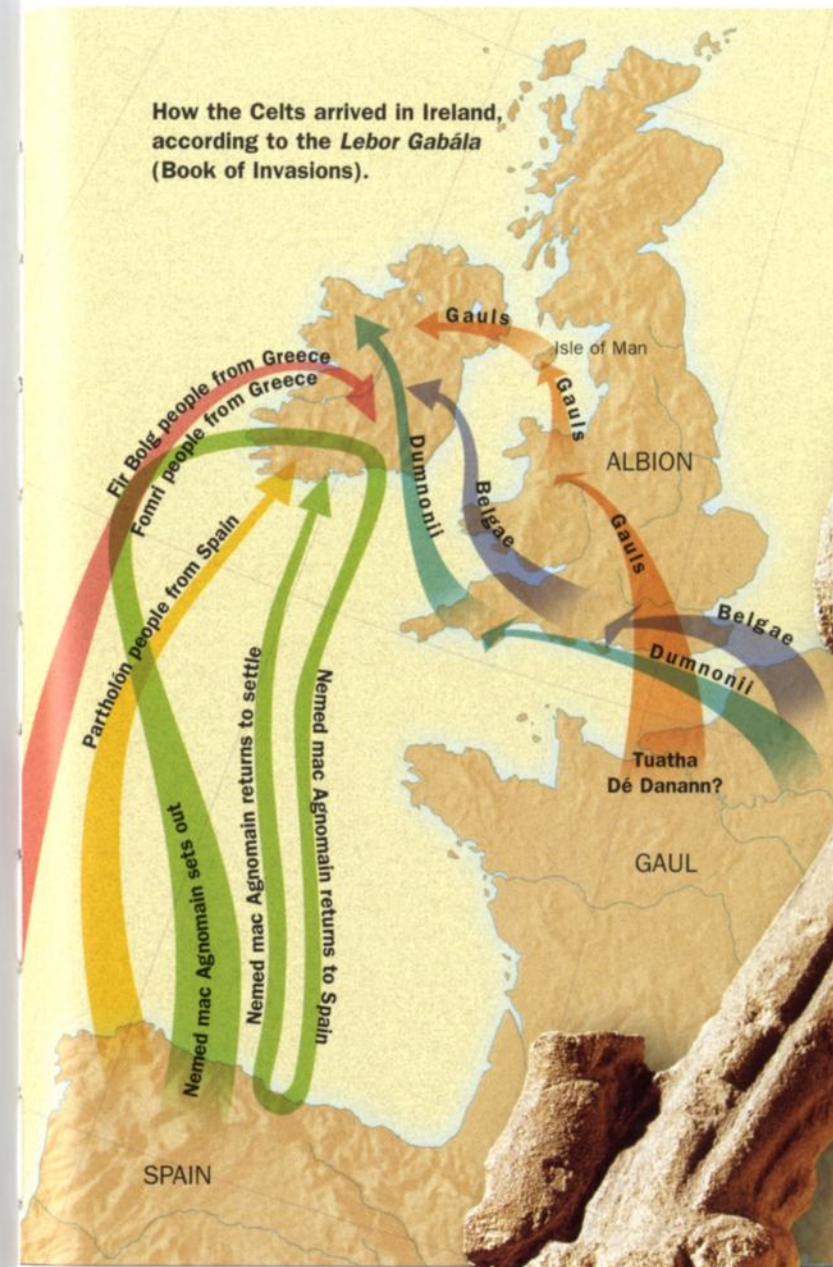 How the Celts arrived in Ireland,
according to the Lebor Gabála
(Book of Invasions).
Gauls
Isle of Man
Fir Bolg people from Greece
Fomri people from Greece
Gauls
Dumnonii
ALBION
Belgae
Gauls
Partholón people from Spain
Belgae
Dumnonii
Nemed mac Agnomain returns to settle
Nemed mac Agnomain returns to Spain
Tuatha
Dé Danann?
Nemed mac Agnomain sets out
GAUL
SPAIN